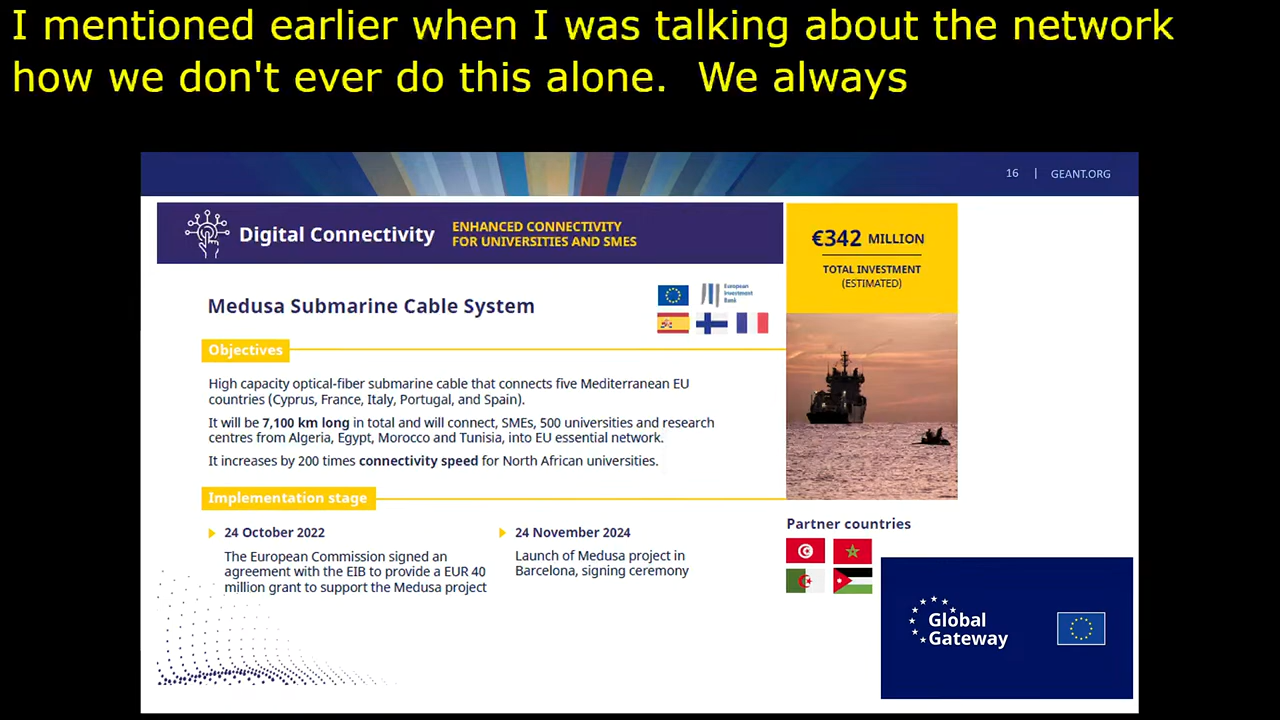 I mentioned earlier when I was talking about the network
how we don't ever do this alone.  We always
16 | GEANT.ORG
Digital Connectivity
ENHANCED CONNECTIVITY
FOR UNIVERSITIES AND SMES
€342 MILLION
TOTAL INVESTMENT
(ESTIMATED)
Medusa Submarine Cable System
European
Investment
Bank
Objectives
High capacity optical-fiber submarine cable that connects five Mediterranean EU
countries (Cyprus, France, Italy, Portugal, and Spain).
It will be 7,100 km long in total and will connect, SMEs, 500 universities and research
centres from Algeria, Egypt, Morocco and Tunisia, into EU essential network.
It increases by 200 times connectivity speed for North African universities.
Implementation stage
24 October 2022
The European Commission signed an
agreement with the EIB to provide a EUR 40
million grant to support the Medusa project
24 November 2024
Launch of Medusa project in
Barcelona, signing ceremony
Partner countries
Global
Gateway